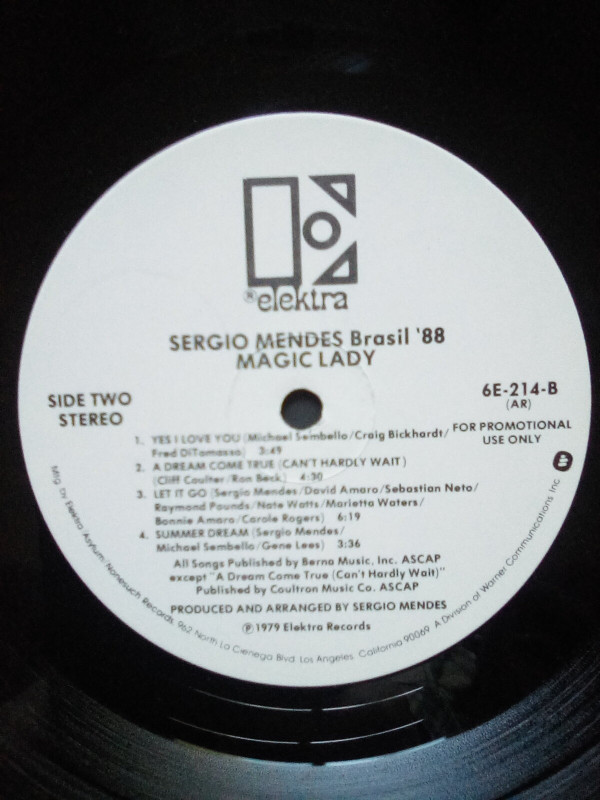 ® elektra
SERGIO MENDES Brasil '88
MAGIC LADY
SIDE TWO
STEREO
6E-214-B
(AR)
FOR PROMOTIONAL
USE ONLY
1. YES I LOVE YOU (Michael Sembello/Craig Bickhardt/
Fred DiTomasso) 3:49
2. A DREAM COME TRUE (CAN'T HARDLY WAIT)
(Cliff Coulter/Ron Beck) 4:30
3. LET IT GO (Sergio Mendes/David Amaro/Sebastian Neto/
Raymond Pounds/Nate Watts/Marietta Waters/
Bonnie Amaro/Carole Rogers) 6:19
4. SUMMER DREAM (Sergio Mendes/
Michael Sembello/Gene Lees) 3:36
All Songs Published by Berna Music, Inc. ASCAP
except "A Dream Come True (Can't Hardly Wait)"
Published by Coultron Music Co. ASCAP
PRODUCED AND ARRANGED BY SERGIO MENDES
℗ 1979 Elektra Records
Mfg. by Elektra/Asylum/Nonesuch Records, 962 North La Cienega Blvd. Los Angeles, California 90069. A Division of Warner Communications Inc.